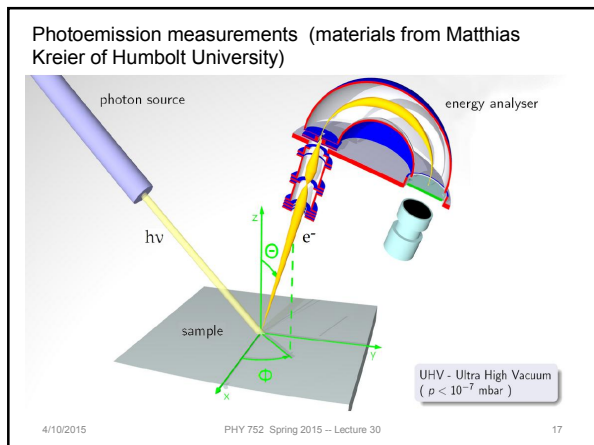 Photoemission measurements (materials from Matthias
Kreier of Humbolt University)
photon source
energy analyser
z
Θ
e-
hν
sample
y
Φ
x
UHV - Ultra High Vacuum
( p < 10⁻⁷ mbar )
4/10/2015
PHY 752 Spring 2015 -- Lecture 30
17